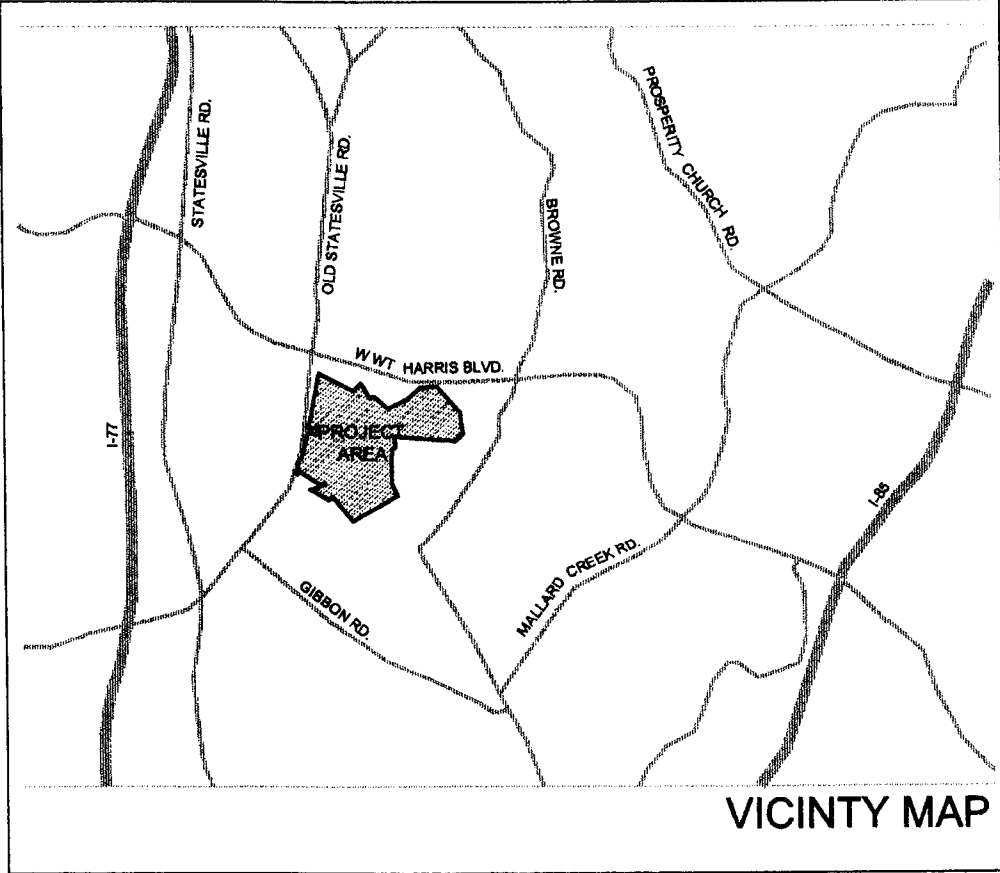 STATESVILLE RD.
OLD STATESVILLE RD.
BROWNE RD.
PROSPERITY CHURCH RD.
W WT HARRIS BLVD.
I-77
PROJECT
AREA
I-85
GIBBON RD.
MALLARD CREEK RD.
VICINTY MAP